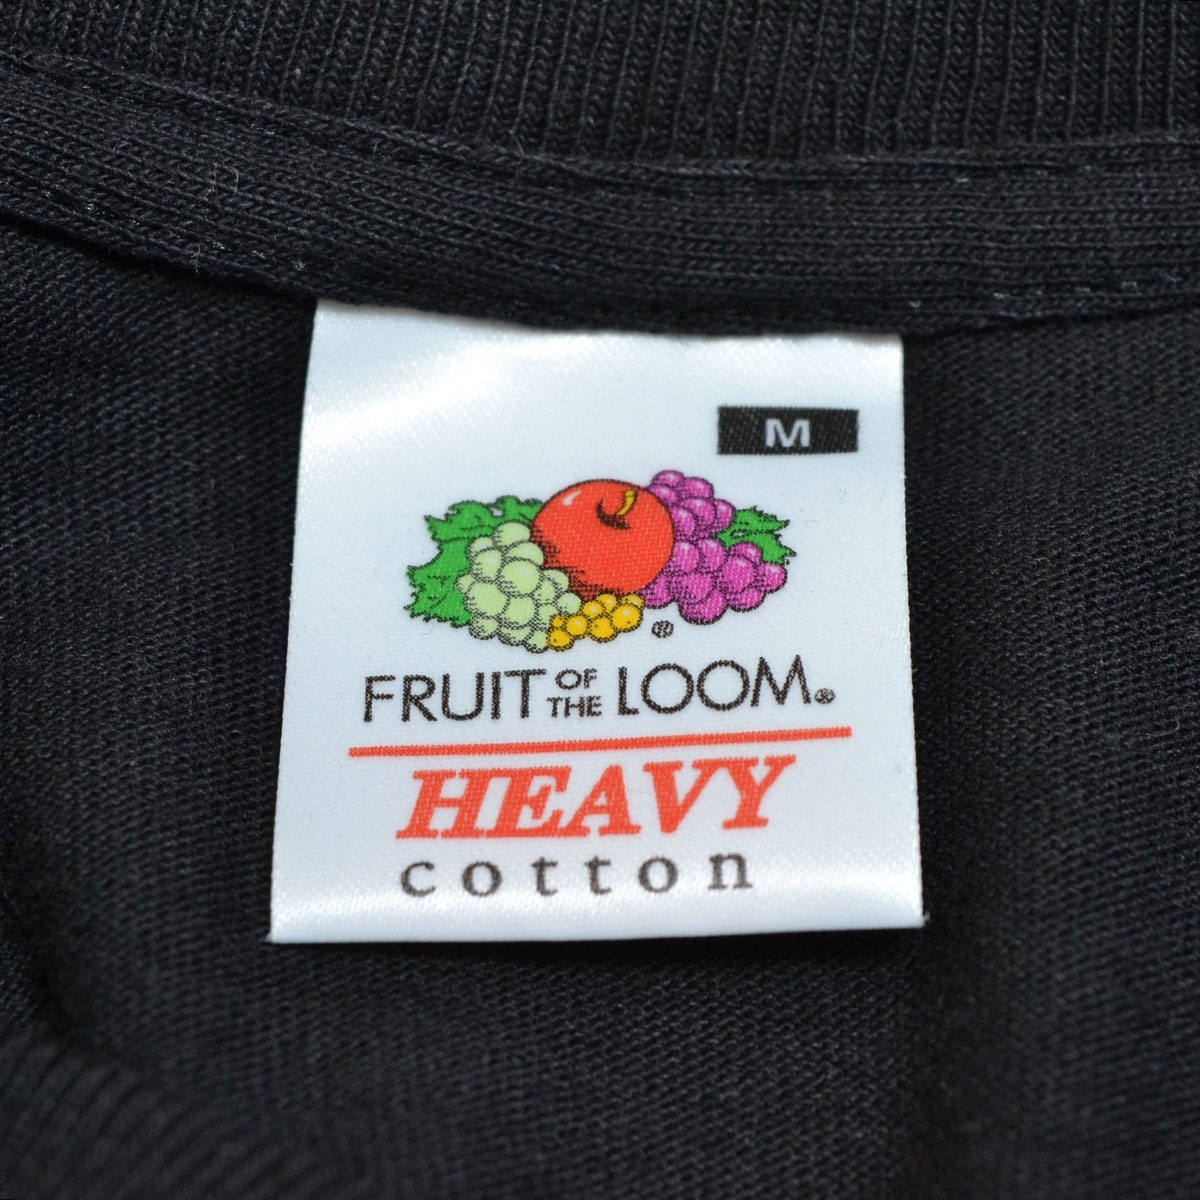 M
®
FRUIT OF THE LOOM®
HEAVY
cotton